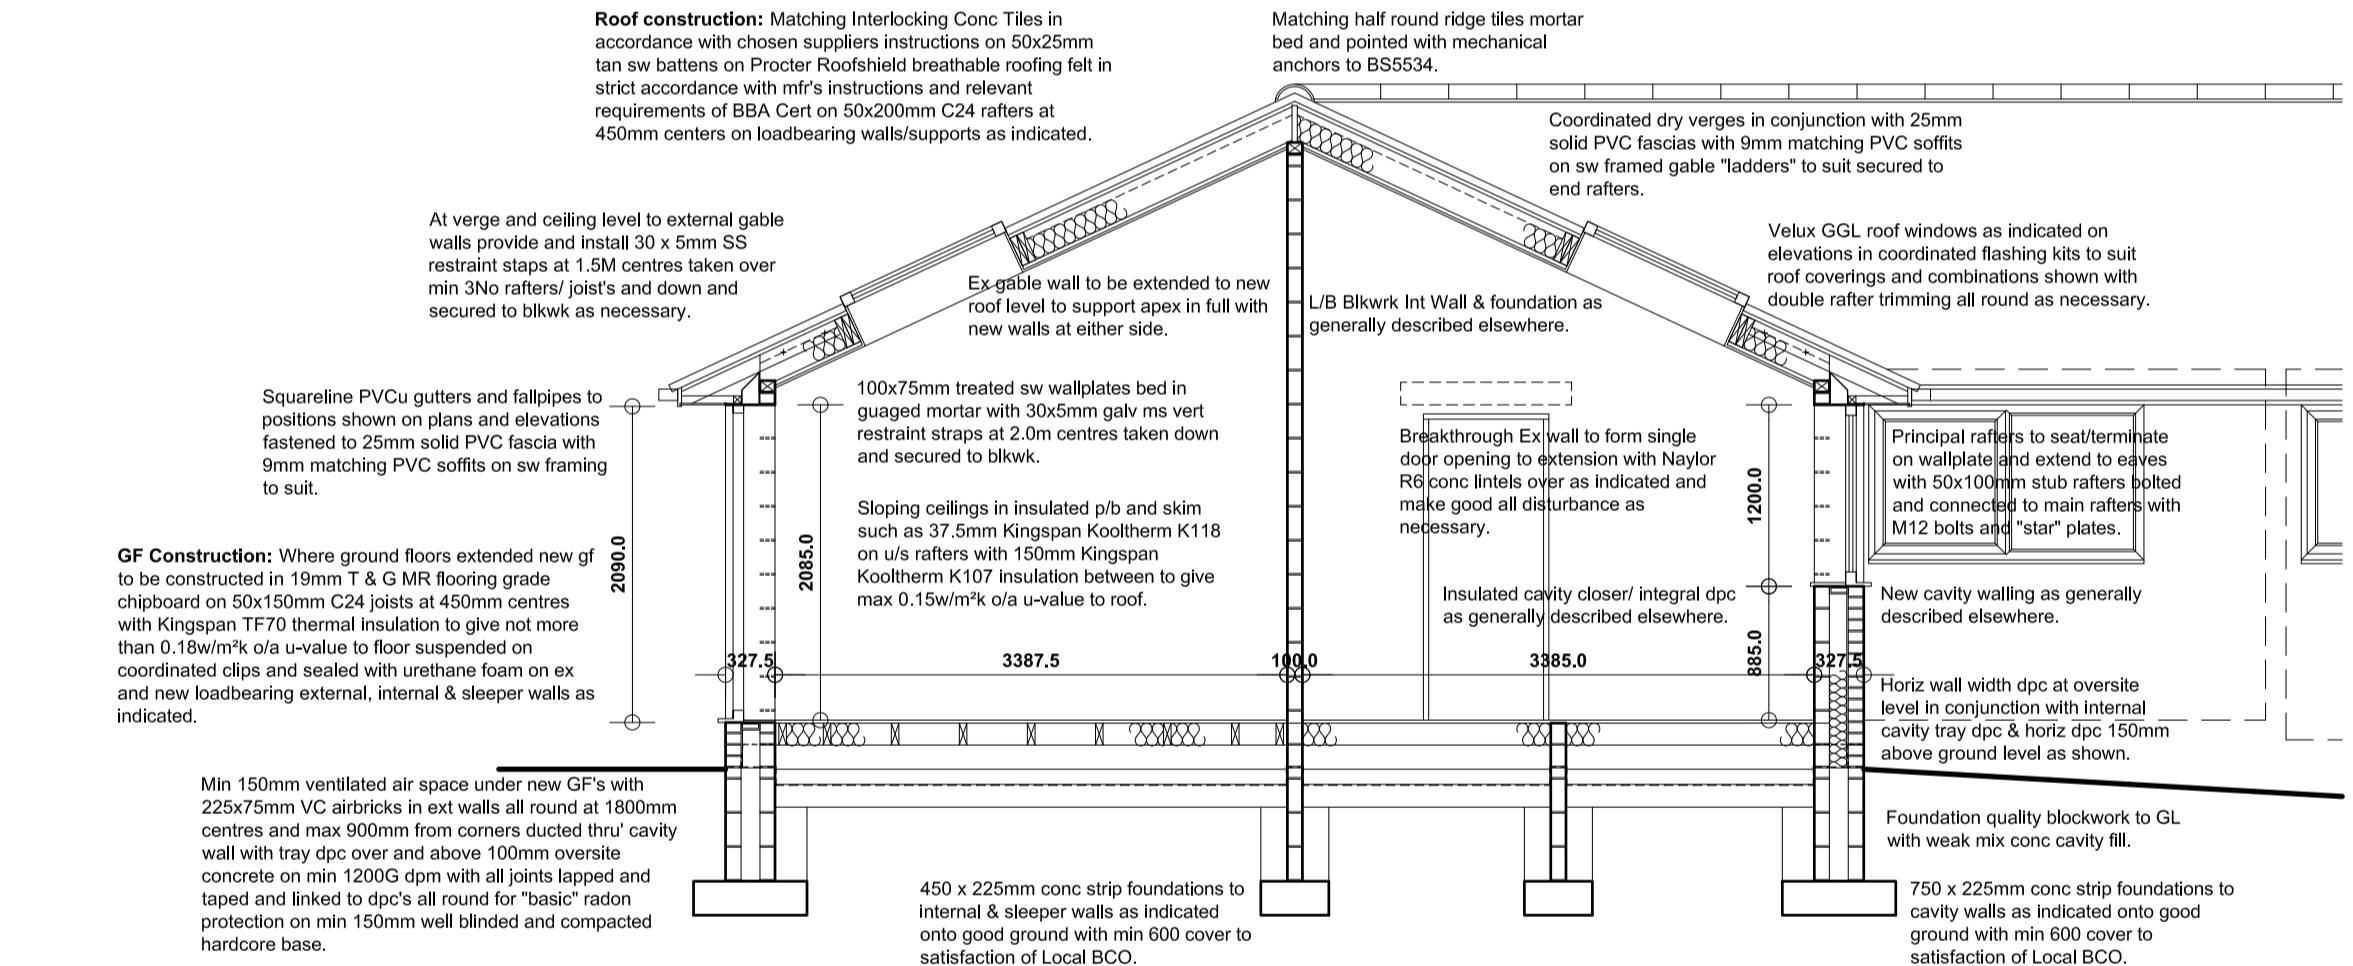 Roof construction: Matching Interlocking Conc Tiles in
accordance with chosen suppliers instructions on 50x25mm
tan sw battens on Procter Roofshield breathable roofing felt in
strict accordance with mfr's instructions and relevant
requirements of BBA Cert on 50x200mm C24 rafters at
450mm centers on loadbearing walls/supports as indicated.
Matching half round ridge tiles mortar
bed and pointed with mechanical
anchors to BS5534.
Coordinated dry verges in conjunction with 25mm
solid PVC fascias with 9mm matching PVC soffits
on sw framed gable "ladders" to suit secured to
end rafters.
At verge and ceiling level to external gable
walls provide and install 30 x 5mm SS
restraint staps at 1.5M centres taken over
min 3No rafters/ joist's and down and
secured to blkwk as necessary.
Velux GGL roof windows as indicated on
elevations in coordinated flashing kits to suit
roof coverings and combinations shown with
double rafter trimming all round as necessary.
Ex gable wall to be extended to new
roof level to support apex in full with
new walls at either side.
L/B Blkwrk Int Wall & foundation as
generally described elsewhere.
Squareline PVCu gutters and fallpipes to
positions shown on plans and elevations
fastened to 25mm solid PVC fascia with
9mm matching PVC soffits on sw framing
to suit.
100x75mm treated sw wallplates bed in
guaged mortar with 30x5mm galv ms vert
restraint straps at 2.0m centres taken down
and secured to blkwk.
Breakthrough Ex wall to form single
door opening to extension with Naylor
R6 conc lintels over as indicated and
make good all disturbance as
necessary.
Principal rafters to seat/terminate
on wallplate and extend to eaves
with 50x100mm stub rafters bolted
and connected to main rafters with
M12 bolts and "star" plates.
Sloping ceilings in insulated p/b and skim
such as 37.5mm Kingspan Kooltherm K118
on u/s rafters with 150mm Kingspan
Kooltherm K107 insulation between to give
max 0.15w/m²k o/a u-value to roof.
GF Construction: Where ground floors extended new gf
to be constructed in 19mm T & G MR flooring grade
chipboard on 50x150mm C24 joists at 450mm centres
with Kingspan TF70 thermal insulation to give not more
than 0.18w/m²k o/a u-value to floor suspended on
coordinated clips and sealed with urethane foam on ex
and new loadbearing external, internal & sleeper walls as
indicated.
2090.0
2085.0
1200.0
885.0
Insulated cavity closer/ integral dpc
as generally described elsewhere.
New cavity walling as generally
described elsewhere.
327.5
3387.5
100.0
3385.0
327.5
Horiz wall width dpc at oversite
level in conjunction with internal
cavity tray dpc & horiz dpc 150mm
above ground level as shown.
Min 150mm ventilated air space under new GF's with
225x75mm VC airbricks in ext walls all round at 1800mm
centres and max 900mm from corners ducted thru' cavity
wall with tray dpc over and above 100mm oversite
concrete on min 1200G dpm with all joints lapped and
taped and linked to dpc's all round for "basic" radon
protection on min 150mm well blinded and compacted
hardcore base.
Foundation quality blockwork to GL
with weak mix conc cavity fill.
450 x 225mm conc strip foundations to
internal & sleeper walls as indicated
onto good ground with min 600 cover to
satisfaction of Local BCO.
750 x 225mm conc strip foundations to
cavity walls as indicated onto good
ground with min 600 cover to
satisfaction of Local BCO.